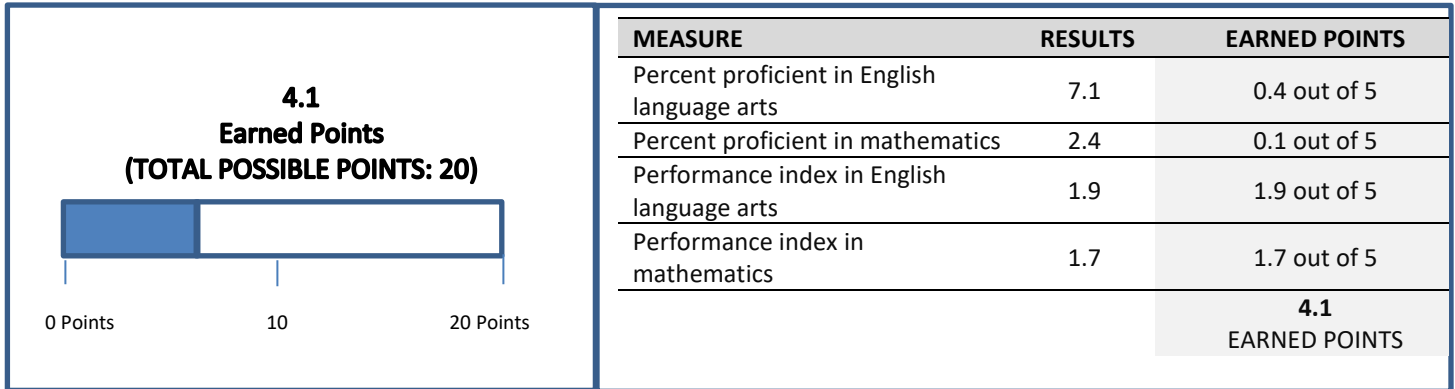 4.1
Earned Points
(TOTAL POSSIBLE POINTS: 20)
0 Points 10 20 Points
MEASURE RESULTS EARNED POINTS
Percent proficient in English
language arts 7.1 0.4 out of 5
Percent proficient in mathematics 2.4 0.1 out of 5
Performance index in English
language arts 1.9 1.9 out of 5
Performance index in
mathematics 1.7 1.7 out of 5
4.1
EARNED POINTS